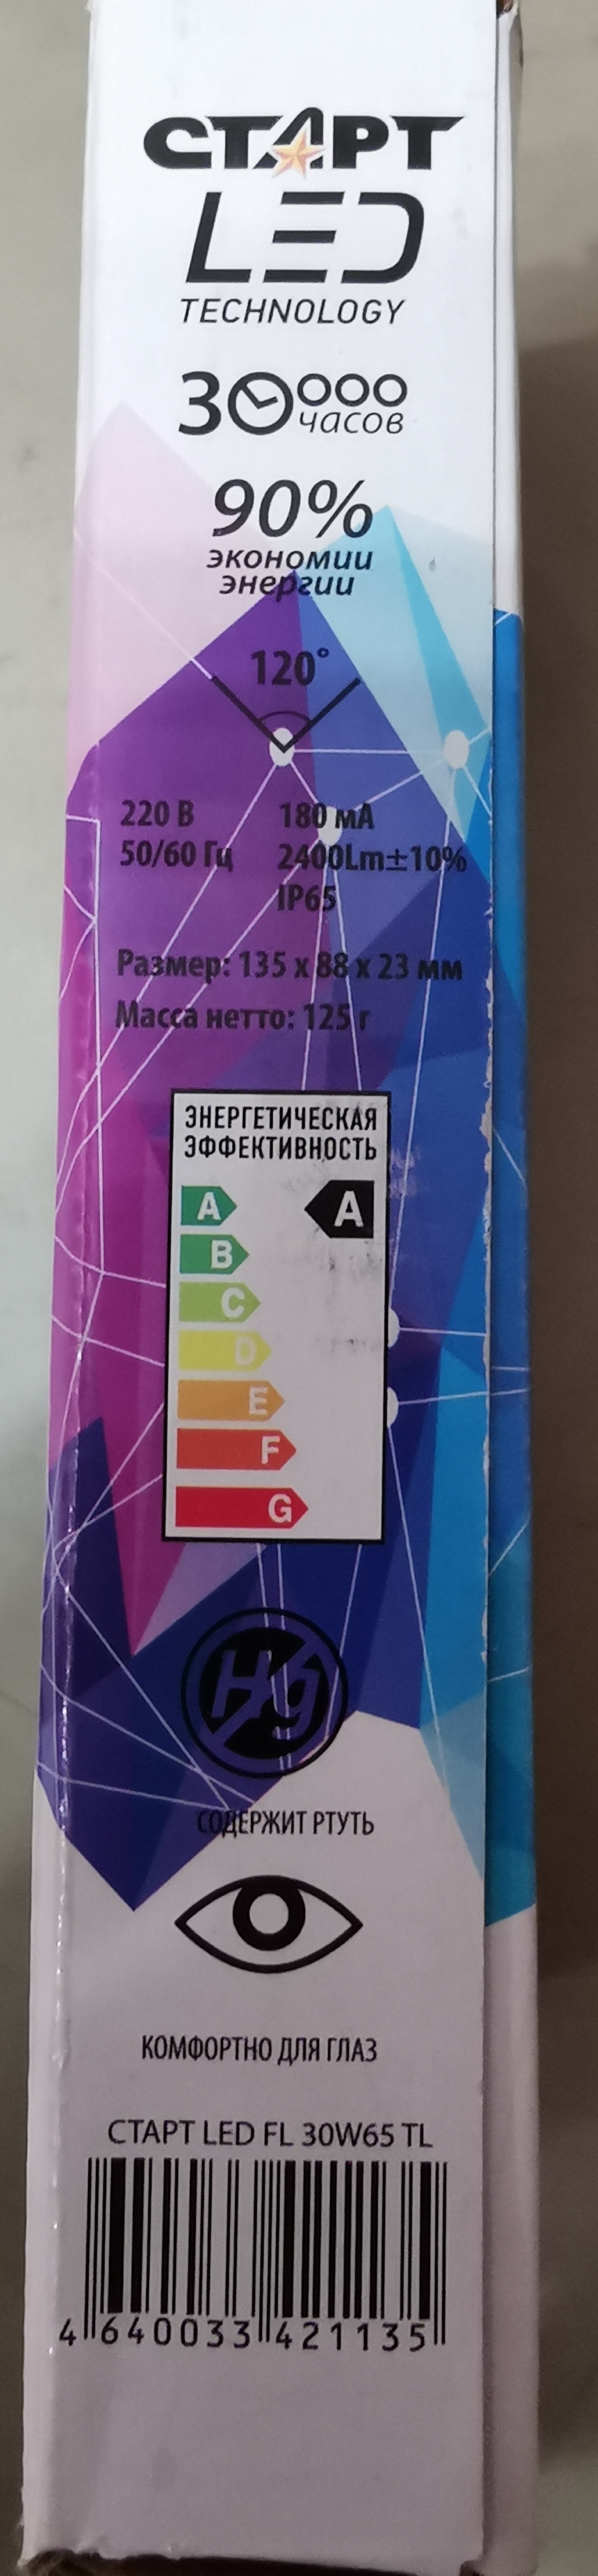 СТАРТ
LED
TECHNOLOGY
30000
часов
90%
экономии
энергии
120°
220 В 180 мА
50/60 Гц 2400Lm±10%
IP65
Размер: 135 x 88 x 23 мм
Масса нетто: 125 г
ЭНЕРГЕТИЧЕСКАЯ
ЭФФЕКТИВНОСТЬ
A A
B
C
D
E
F
G
Hg
СОДЕРЖИТ РТУТЬ
КОМФОРТНО ДЛЯ ГЛАЗ
СТАРТ LED FL 30W65 TL
4 640033 421135